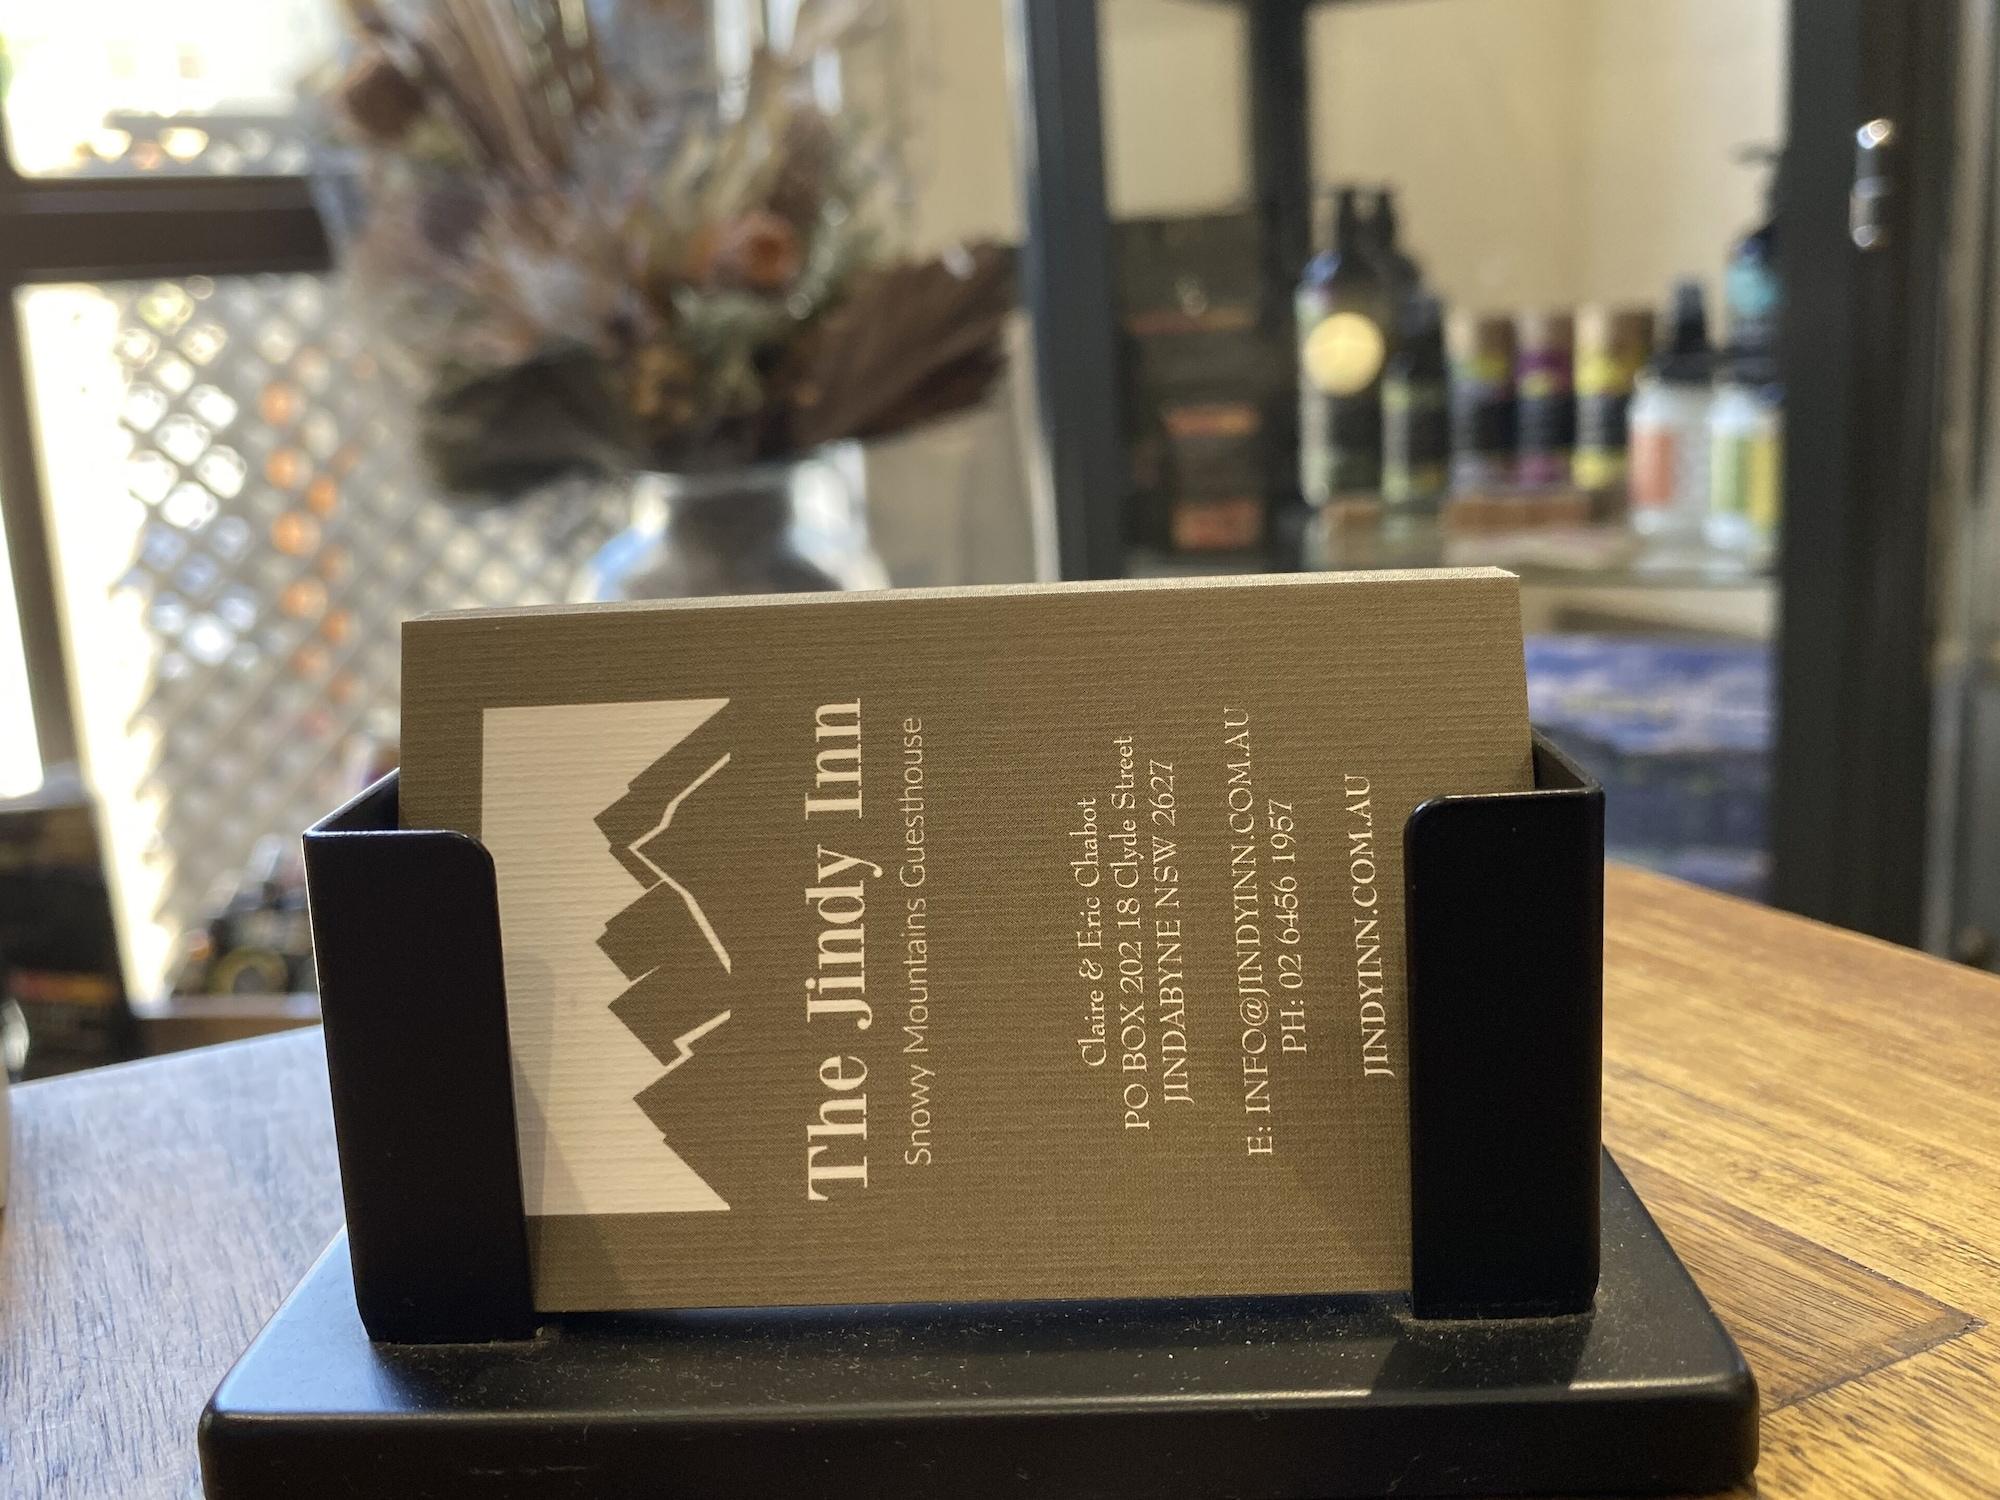 The Jindy Inn
Snowy Mountains Guesthouse
Claire & Eric Chabot
PO BOX 202 18 Clyde Street
JINDABYNE NSW 2627
E: INFO@JINDYINN.COM.AU
PH: 02 6456 1957
JINDYINN.COM.AU